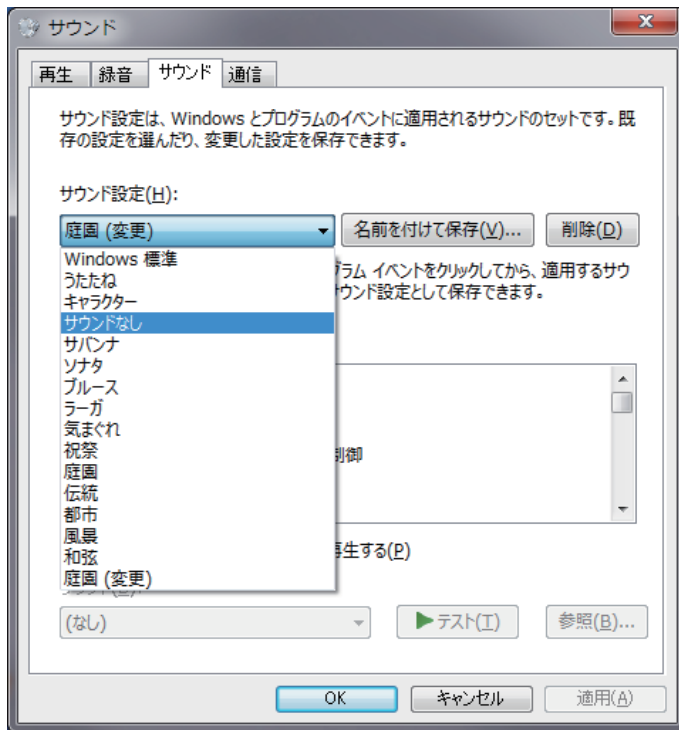 サウンド
再生 録音 サウンド 通信
サウンド設定は、Windows とプログラムのイベントに適用されるサウンドのセットです。既
存の設定を選んだり、変更した設定を保存できます。
サウンド設定(H):
庭園 (変更) 名前を付けて保存(V)... 削除(D)
Windows 標準
うたたね
キャラクター
サウンドなし
サバンナ
ソナタ
ブルース
ラーガ
気まぐれ
祝祭
庭園
伝統
都市
風景
和弦
庭園 (変更)
グラム イベントをクリックしてから、適用するサウ
サウンド設定として保存できます。
制御
再生する(P)
(なし) テスト(T) 参照(B)...
OK キャンセル 適用(A)